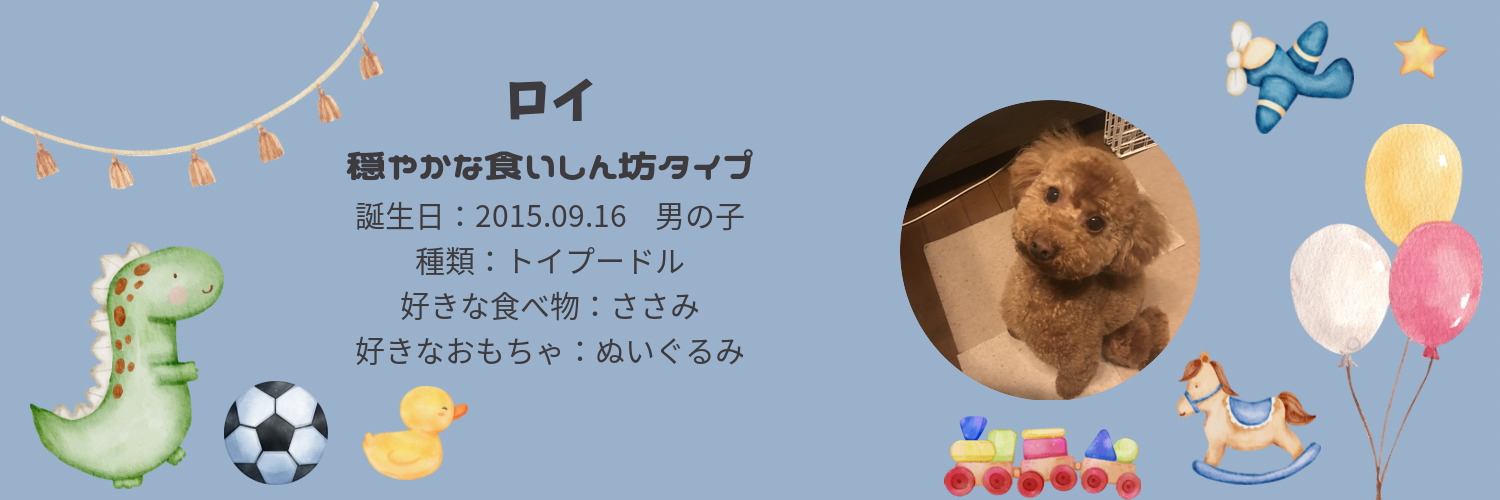 ロイ
穏やかな食いしん坊タイプ
誕生日：2015.09.16　男の子
種類：トイプードル
好きな食べ物：ささみ
好きなおもちゃ：ぬいぐるみ